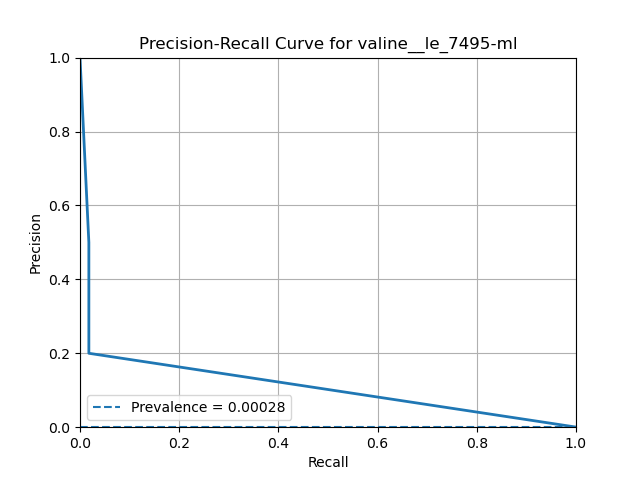 Precision-Recall Curve for valine__le_7495-ml
Precision
1.0
0.8
0.6
0.4
0.2
0.0
Prevalence = 0.00028
0.0 0.2 0.4 0.6 0.8 1.0
Recall